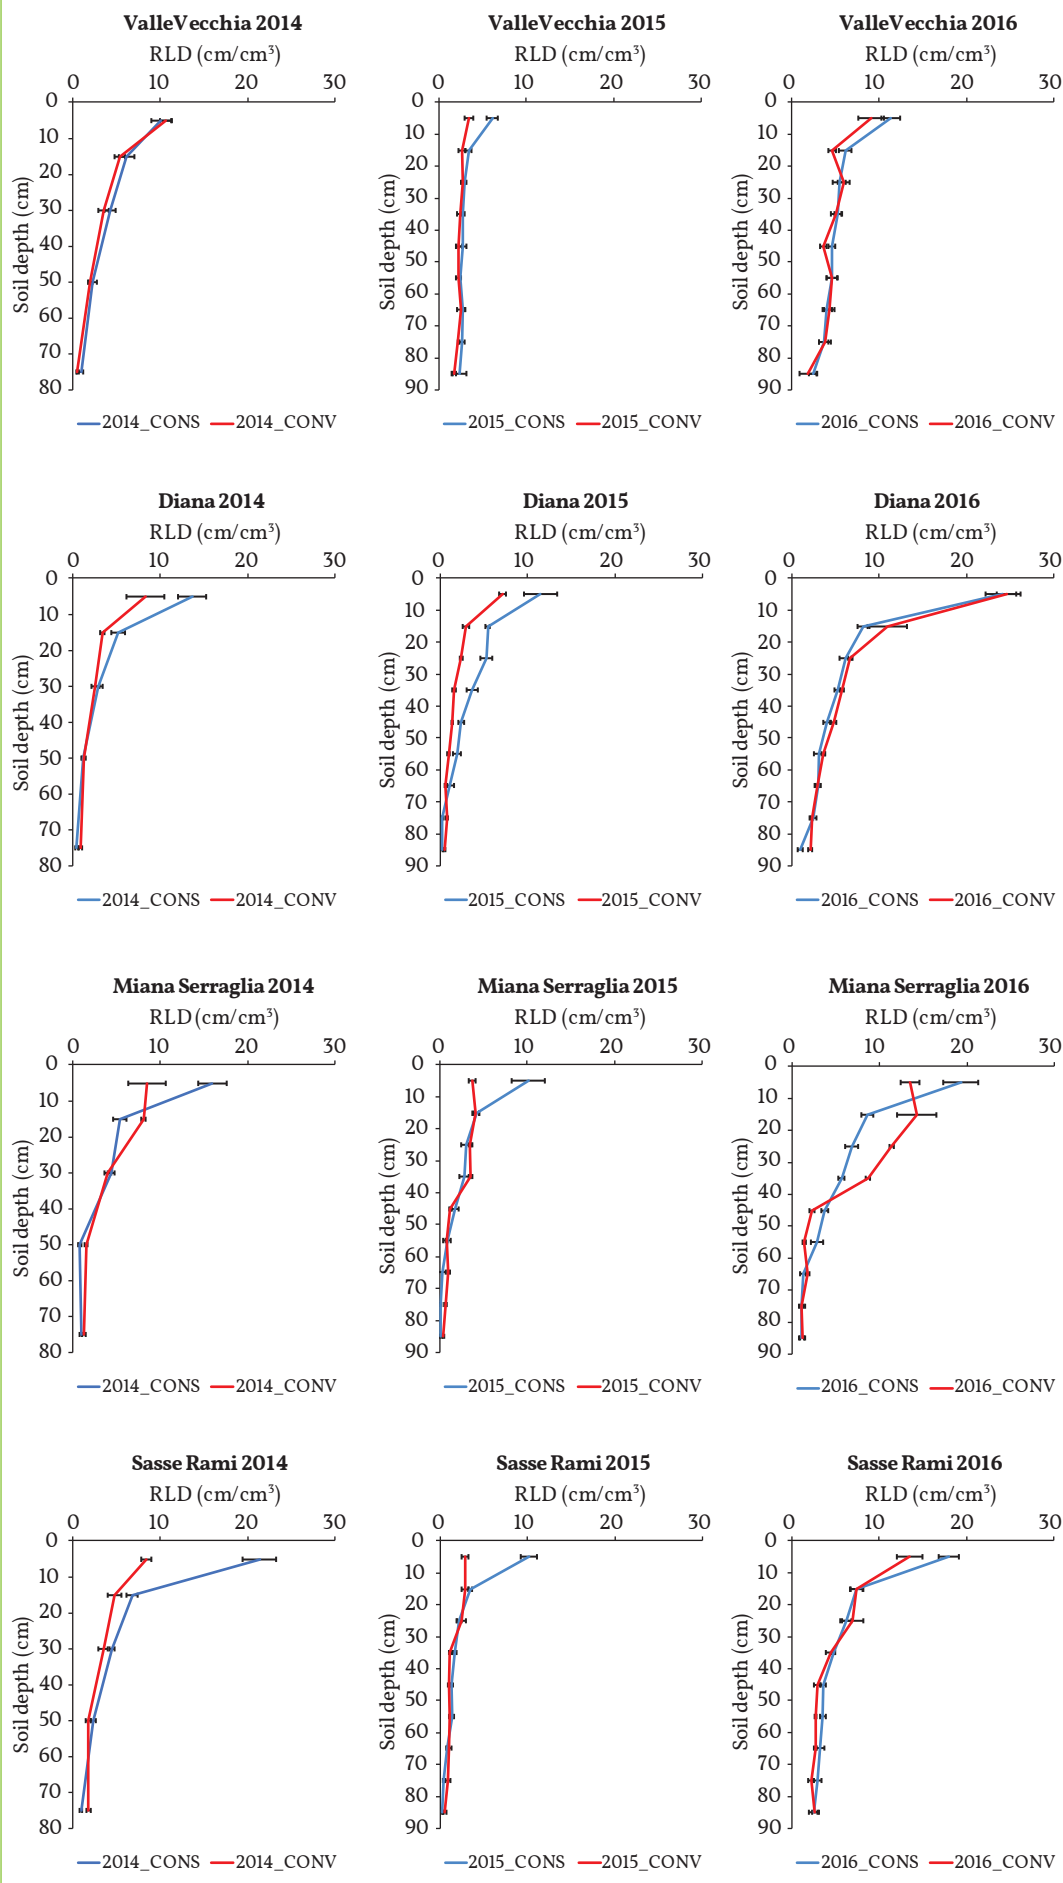 ValleVecchia 2014
RLD (cm/cm³)
0 10 20 30
0
10
20
30
40
50
60
70
80
Soil depth (cm)
2014_CONS 2014_CONV
ValleVecchia 2015
RLD (cm/cm³)
0 10 20 30
0
10
20
30
40
50
60
70
80
90
Soil depth (cm)
2015_CONS 2015_CONV
ValleVecchia 2016
RLD (cm/cm³)
0 10 20 30
0
10
20
30
40
50
60
70
80
90
Soil depth (cm)
2016_CONS 2016_CONV
Diana 2014
RLD (cm/cm³)
0 10 20 30
0
10
20
30
40
50
60
70
80
Soil depth (cm)
2014_CONS 2014_CONV
Diana 2015
RLD (cm/cm³)
0 10 20 30
0
10
20
30
40
50
60
70
80
90
Soil depth (cm)
2015_CONS 2015_CONV
Diana 2016
RLD (cm/cm³)
0 10 20 30
0
10
20
30
40
50
60
70
80
90
Soil depth (cm)
2016_CONS 2016_CONV
Miana Serraglia 2014
RLD (cm/cm³)
0 10 20 30
0
10
20
30
40
50
60
70
80
Soil depth (cm)
2014_CONS 2014_CONV
Miana Serraglia 2015
RLD (cm/cm³)
0 10 20 30
0
10
20
30
40
50
60
70
80
90
Soil depth (cm)
2015_CONS 2015_CONV
Miana Serraglia 2016
RLD (cm/cm³)
0 10 20 30
0
10
20
30
40
50
60
70
80
90
Soil depth (cm)
2016_CONS 2016_CONV
Sasse Rami 2014
RLD (cm/cm³)
0 10 20 30
0
10
20
30
40
50
60
70
80
Soil depth (cm)
2014_CONS 2014_CONV
Sasse Rami 2015
RLD (cm/cm³)
0 10 20 30
0
10
20
30
40
50
60
70
80
90
Soil depth (cm)
2015_CONS 2015_CONV
Sasse Rami 2016
RLD (cm/cm³)
0 10 20 30
0
10
20
30
40
50
60
70
80
90
Soil depth (cm)
2016_CONS 2016_CONV